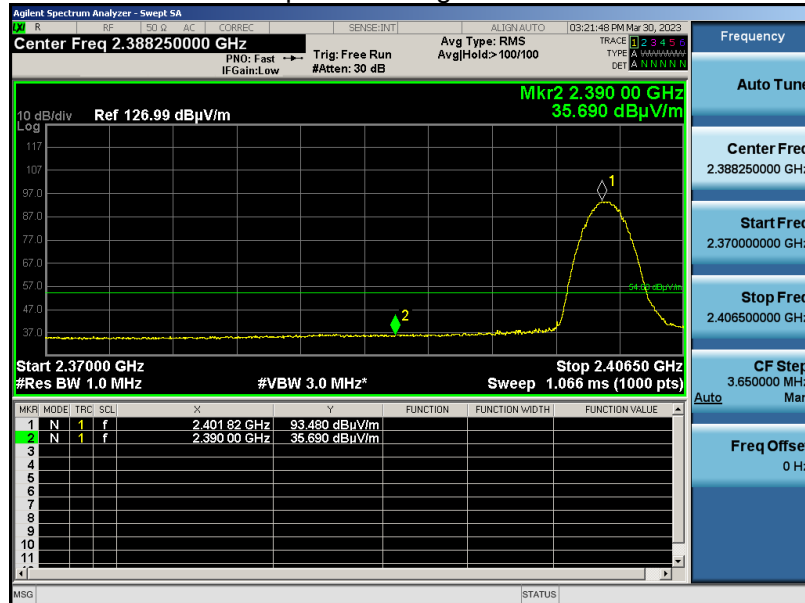 Agilent Spectrum Analyzer - Swept SA
LXI R RF 50 Ω AC CORREC SENSE:INT ALIGN AUTO 03:21:48 PM Mar 30, 2023
Center Freq 2.388250000 GHz
PNO: Fast
IFGain:Low
Trig: Free Run
#Atten: 30 dB
Avg Type: RMS
Avg|Hold:>100/100
TRACE 1 2 3 4 5 6
TYPE A WWWWW
DET A N N N N N
Mkr2 2.390 00 GHz
35.690 dBµV/m
10 dB/div Ref 126.99 dBµV/m
Log
117
107
97.0
87.0
77.0
67.0
57.0
47.0
37.0
1
2
54.00 dBµV/m
Start 2.37000 GHz Stop 2.40650 GHz
#Res BW 1.0 MHz #VBW 3.0 MHz* Sweep 1.066 ms (1000 pts)
MKR MODE TRC SCL X Y FUNCTION FUNCTION WIDTH FUNCTION VALUE
1 N 1 f 2.401 82 GHz 93.480 dBµV/m
2 N 1 f 2.390 00 GHz 35.690 dBµV/m
3
4
5
6
7
8
9
10
11
MSG STATUS
Frequency
Auto Tune
Center Freq
2.388250000 GHz
Start Freq
2.370000000 GHz
Stop Freq
2.406500000 GHz
CF Step
3.650000 MHz
Auto Man
Freq Offset
0 Hz